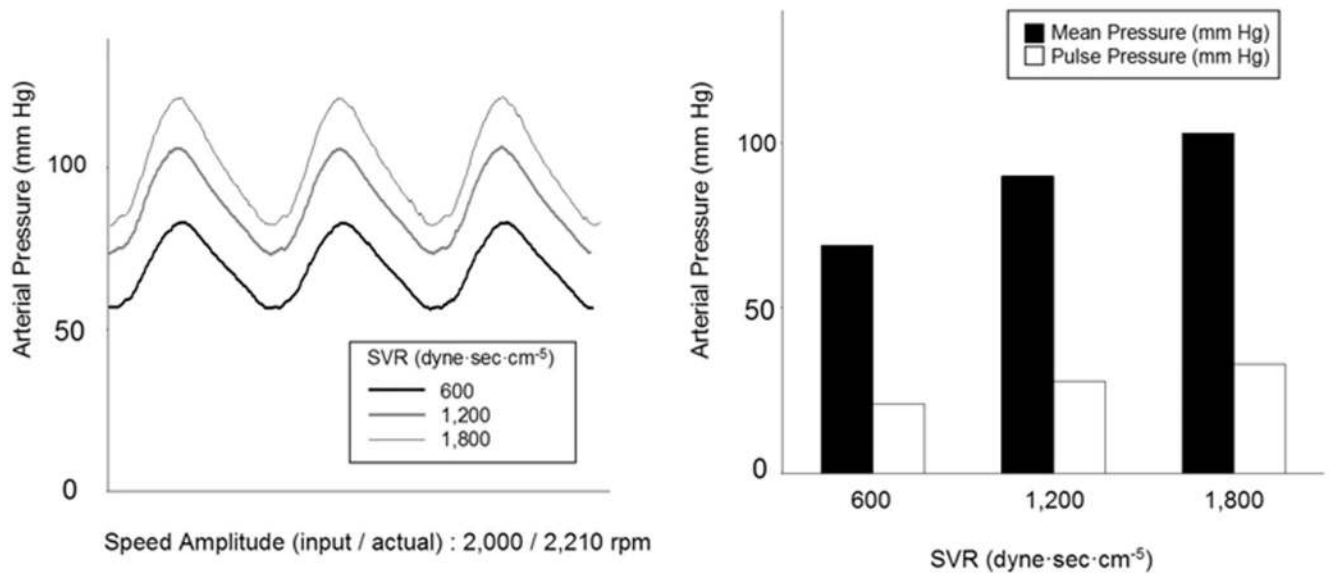 Arterial Pressure (mm Hg)
100
50
0
SVR (dyne·sec·cm-5)
600
1,200
1,800
Speed Amplitude (input / actual) : 2,000 / 2,210 rpm
Mean Pressure (mm Hg)
Pulse Pressure (mm Hg)
Arterial Pressure (mm Hg)
100
50
0
600
1,200
1,800
SVR (dyne·sec·cm-5)